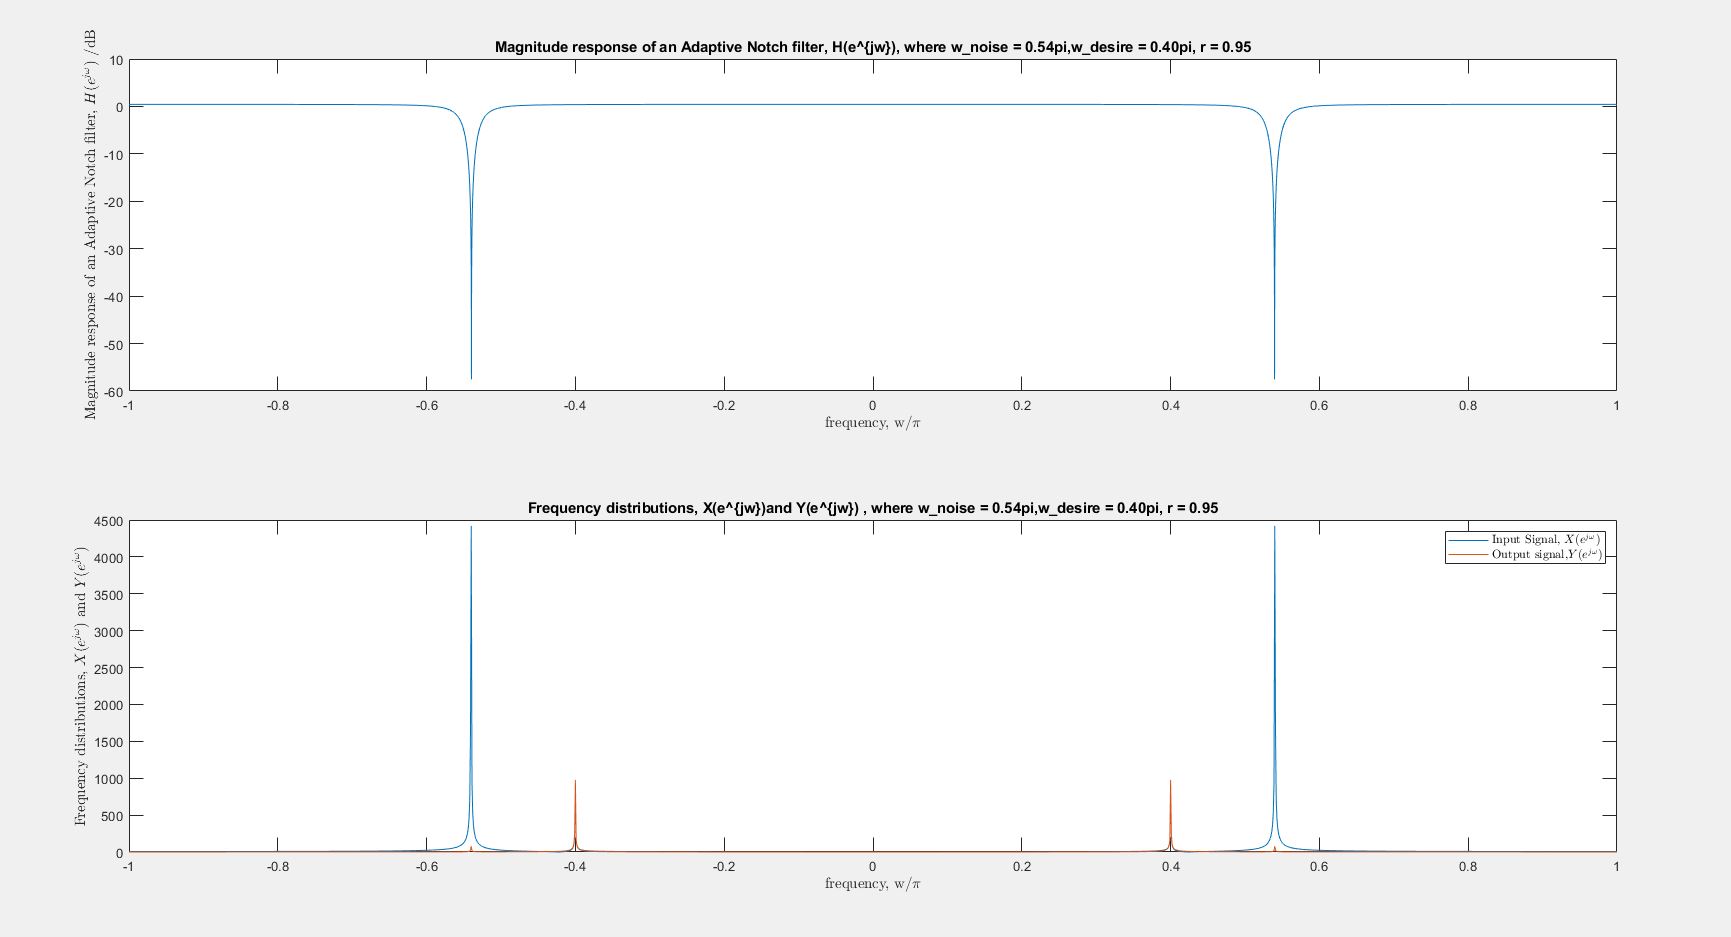 Magnitude response of an Adaptive Notch filter, H(e^{jw}), where w_noise = 0.54pi,w_desire = 0.40pi, r = 0.95
Magnitude response of an Adaptive Notch filter, H(e^{jω}) /dB
10
0
-10
-20
-30
-40
-50
-60
-1 -0.8 -0.6 -0.4 -0.2 0 0.2 0.4 0.6 0.8 1
frequency, w/π
Frequency distributions, X(e^{jw})and Y(e^{jw}) , where w_noise = 0.54pi,w_desire = 0.40pi, r = 0.95
Frequency distributions, X(e^{jω}) and Y(e^{jω})
4500
4000
3500
3000
2500
2000
1500
1000
500
0
Input Signal, X(e^{jω})
Output signal,Y(e^{jω})
-1 -0.8 -0.6 -0.4 -0.2 0 0.2 0.4 0.6 0.8 1
frequency, w/π